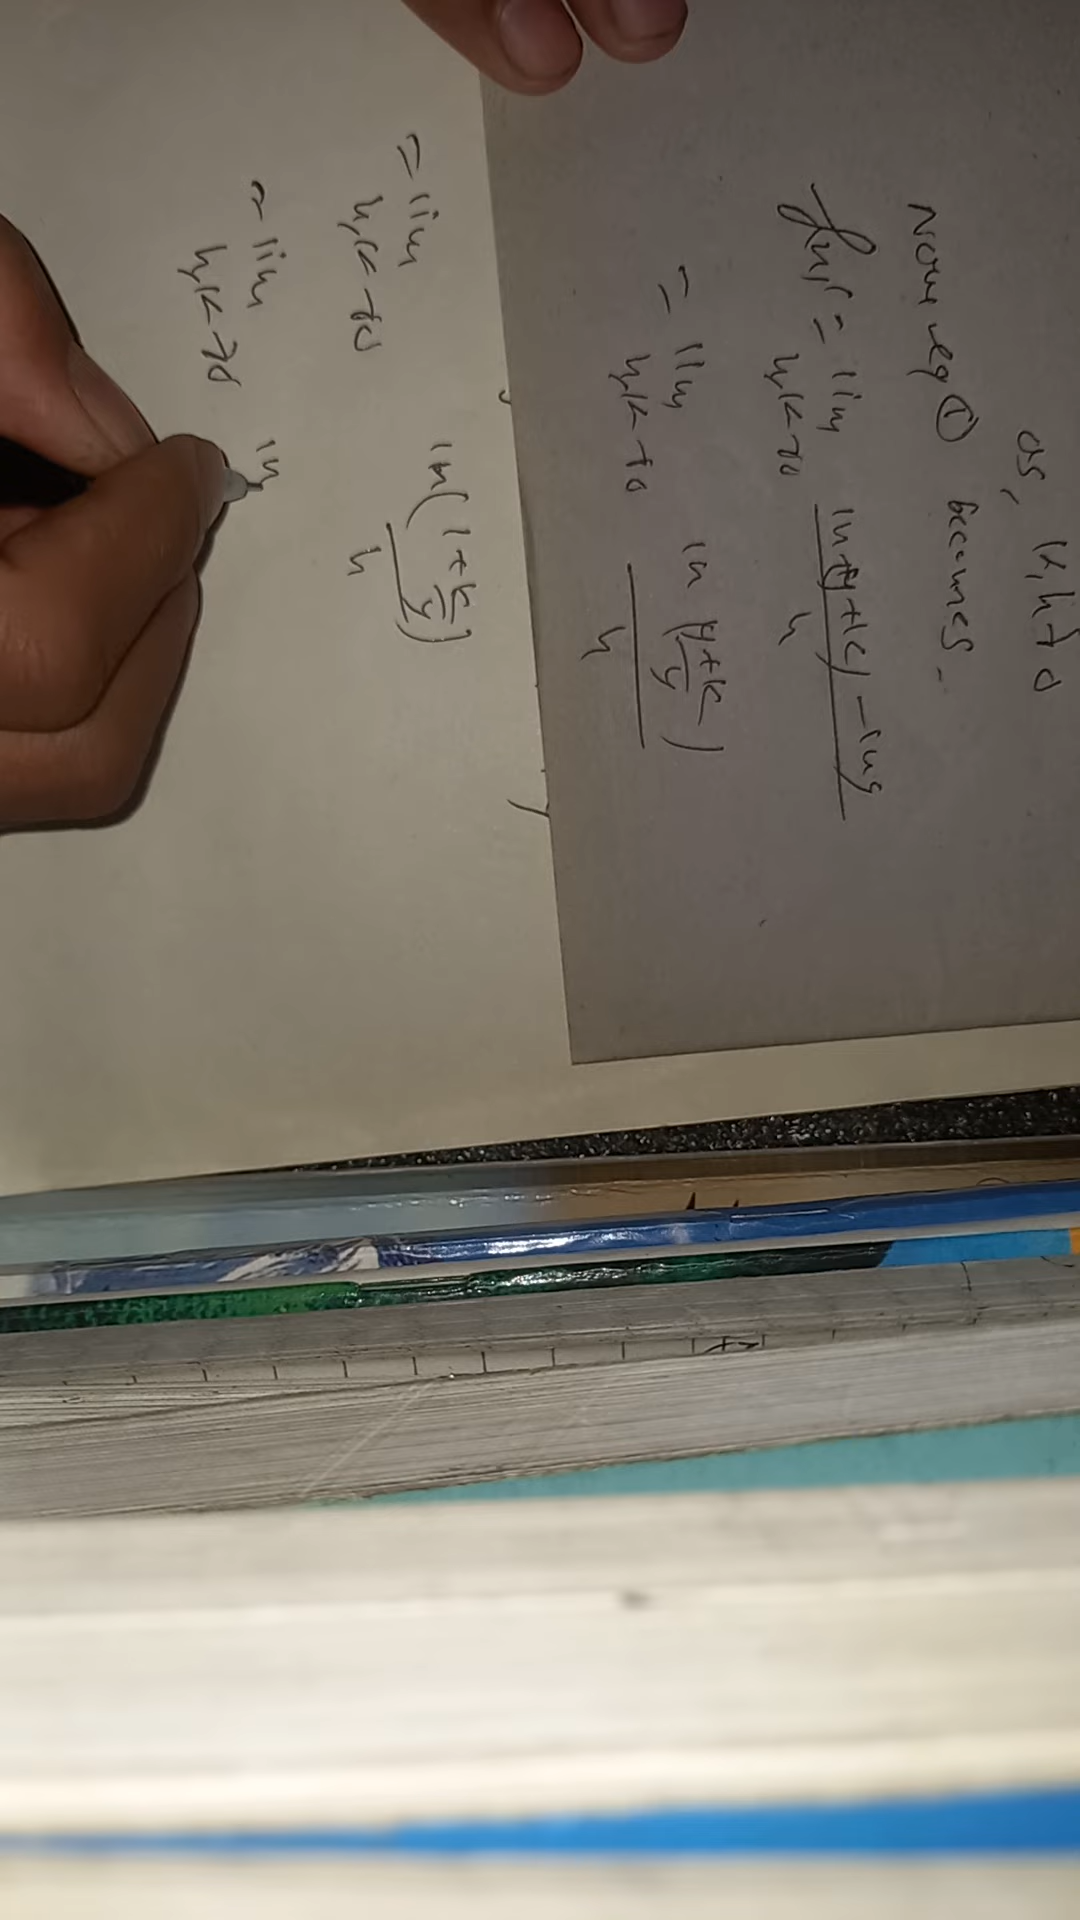 as, k,h→0
Now eq ① becomes.
f'(x) = lim h,k→0 ln(y+k) - lny / h
= lim h,k→0 ln (y+k / y) / h
= lim h,k→0 ln(1+k/y) / h
= lim h,k→0 ln